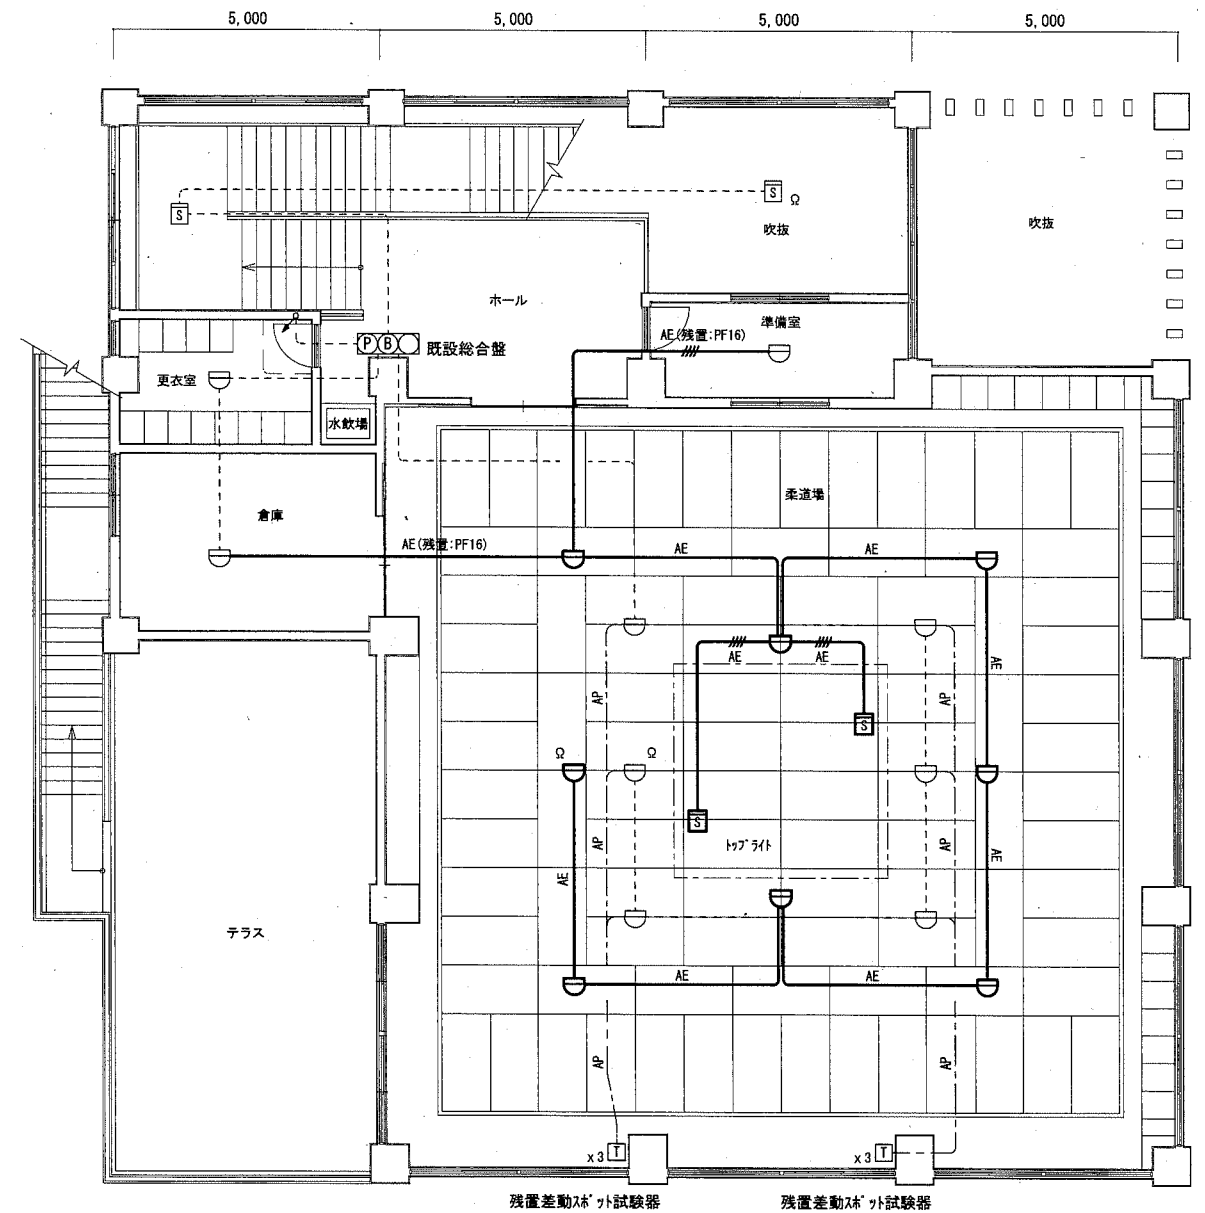 5,000
5,000
5,000
5,000
S
S
Ω
吹抜
吹抜
ホール
準備室
AE(残置:PF16)
P B
既設総合盤
更衣室
水飲場
柔道場
倉庫
AE(残置:PF16)
AE
AE
AE
AE
AE
AP
AP
S
Ω
Ω
S
トップライト
AP
AP
AE
AE
テラス
AE
AE
AP
AP
x3
T
x3
T
残置差動スポット試験器
残置差動スポット試験器